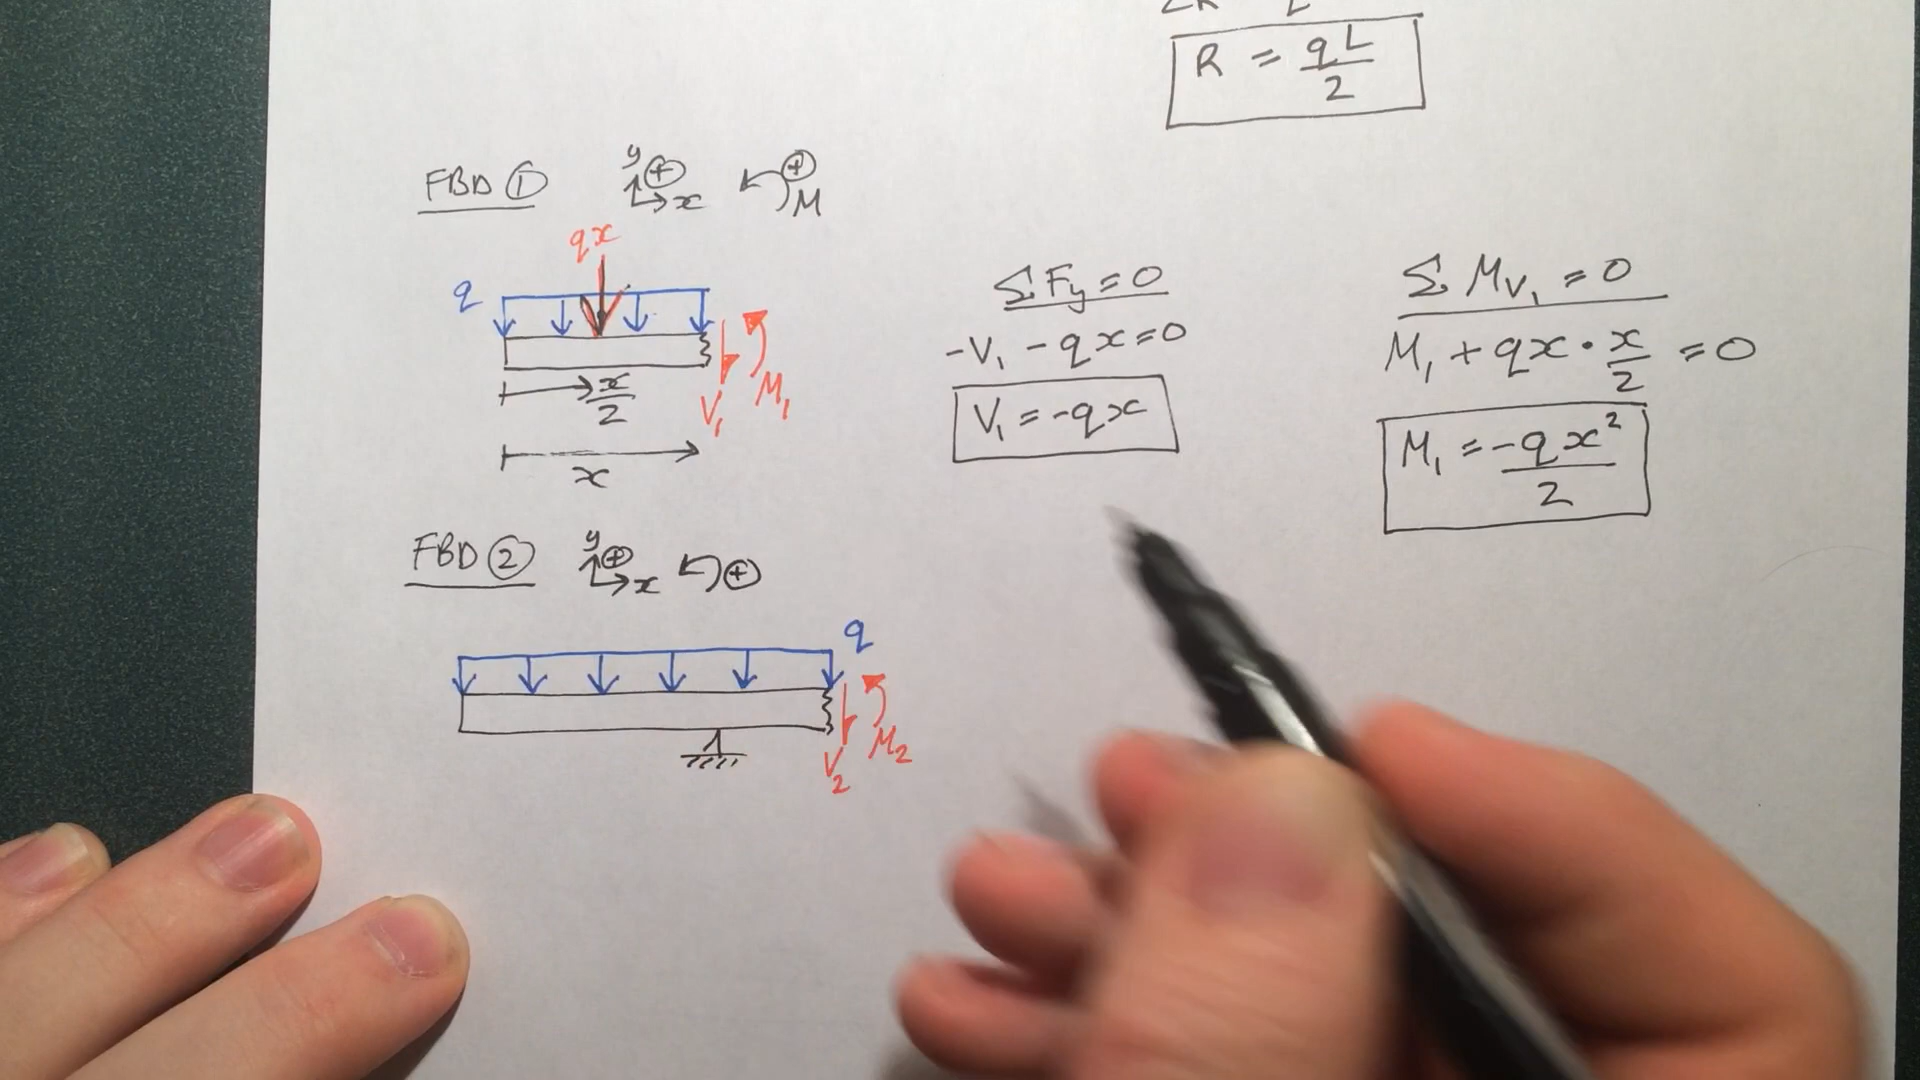 R = qL/2
FBD ① y ⊕ x ⊕ M
qx
q
x/2
V₁ M₁
x
ΣFy = 0
-V₁ - qx = 0
V₁ = -qx
ΣMv₁ = 0
M₁ + qx · x/2 = 0
M₁ = -qx²/2
FBD ② y ⊕ x ⊕
q
V₂ M₂